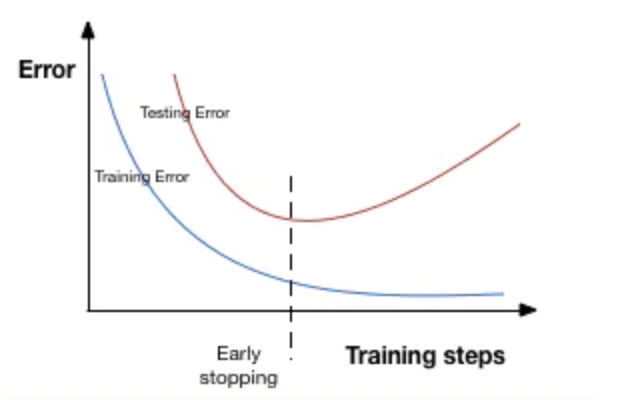 Error
Testing Error
Training Error
Early
stopping
Training steps